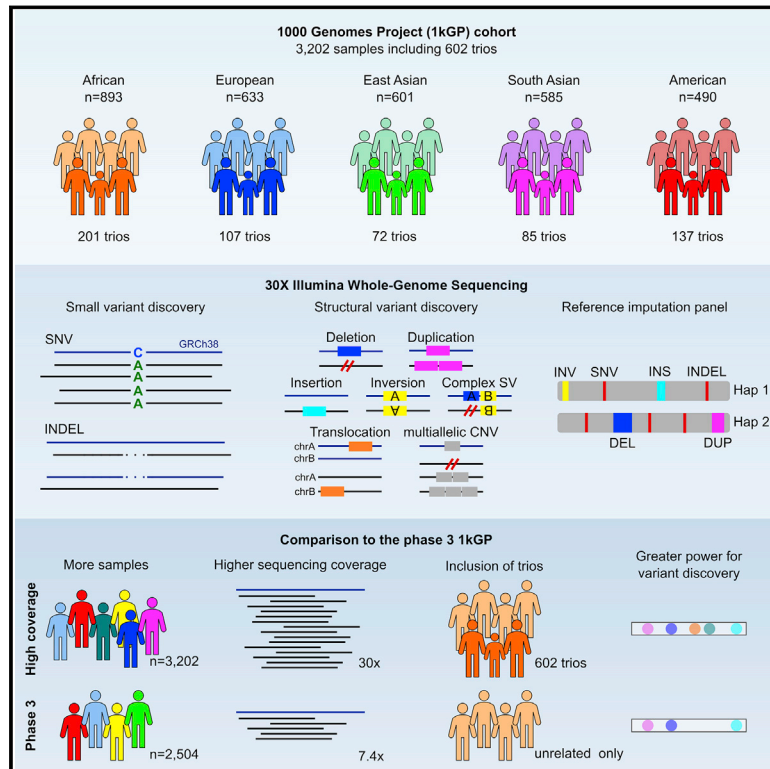 1000 Genomes Project (1kGP) cohort
3,202 samples including 602 trios
African
n=893
European
n=633
East Asian
n=601
South Asian
n=585
American
n=490
201 trios
107 trios
72 trios
85 trios
137 trios
30X Illumina Whole-Genome Sequencing
Small variant discovery
SNV
GRCh38
C
A
A
A
A
INDEL
Structural variant discovery
Deletion
Duplication
Insertion
Inversion
Complex SV
A
A
A
B
B
Translocation
multiallelic CNV
chrA
chrB
chrA
chrB
Reference imputation panel
INV
SNV
INS
INDEL
Hap 1
Hap 2
DEL
DUP
Comparison to the phase 3 1kGP
More samples
Higher sequencing coverage
Inclusion of trios
Greater power for
variant discovery
High coverage
n=3,202
30x
602 trios
Phase 3
n=2,504
7.4x
unrelated only